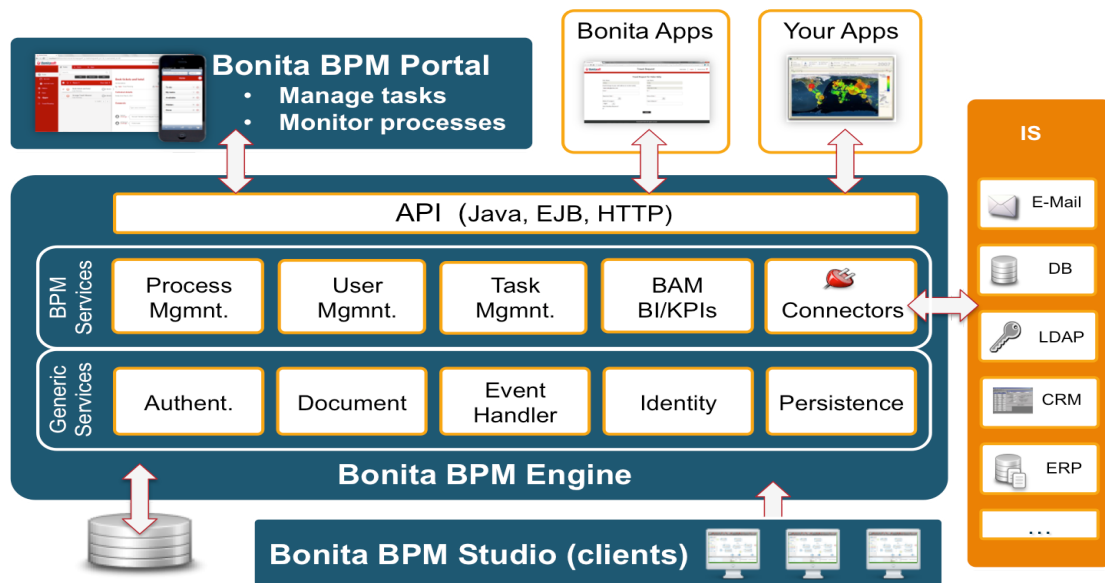 Bonita BPM Portal
• Manage tasks
• Monitor processes
Bonita Apps
Your Apps
IS
E-Mail
DB
LDAP
CRM
ERP
...
API (Java, EJB, HTTP)
BPM
Services
Process
Mgmnt.
User
Mgmnt.
Task
Mgmnt.
BAM
BI/KPIs
Connectors
Generic
Services
Authent.
Document
Event
Handler
Identity
Persistence
Bonita BPM Engine
Bonita BPM Studio (clients)